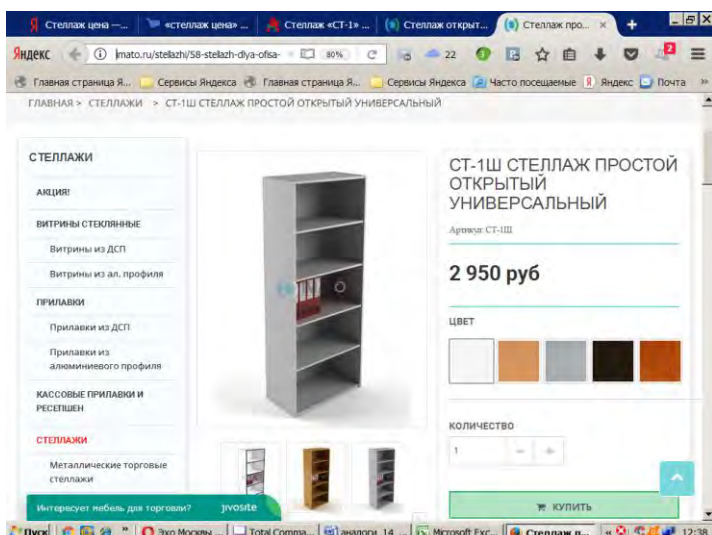 Стеллаж цена —...
«стеллаж цена» ...
Стеллаж «СТ-1» ...
Стеллаж открыт...
Стеллаж про...
Яндекс
imato.ru/stellazhi/58-stelazh-dlya-ofisa-
80%
22
2
Главная страница Я...
Сервисы Яндекса
Главная страница Я...
Сервисы Яндекса
Часто посещаемые
Яндекс
Почта
ГЛАВНАЯ > СТЕЛЛАЖИ > СТ-1Ш СТЕЛЛАЖ ПРОСТОЙ ОТКРЫТЫЙ УНИВЕРСАЛЬНЫЙ
СТЕЛЛАЖИ
АКЦИЯ!
ВИТРИНЫ СТЕКЛЯННЫЕ
Витрины из ДСП
Витрины из ал. профиля
ПРИЛАВКИ
Прилавки из ДСП
Прилавки из
алюминиевого профиля
КАССОВЫЕ ПРИЛАВКИ И
РЕСЕПШЕН
СТЕЛЛАЖИ
Металлические торговые
стеллажи
Интересует мебель для торговли?
jivosite
СТ-1Ш СТЕЛЛАЖ ПРОСТОЙ
ОТКРЫТЫЙ
УНИВЕРСАЛЬНЫЙ
Артикул: СТ-1Ш
2 950 руб
ЦВЕТ
КОЛИЧЕСТВО
1
КУПИТЬ
Пуск
Эхо Москвы ...
Total Comma...
аналоги_14_...
Microsoft Exc...
Стеллаж п...
12:38